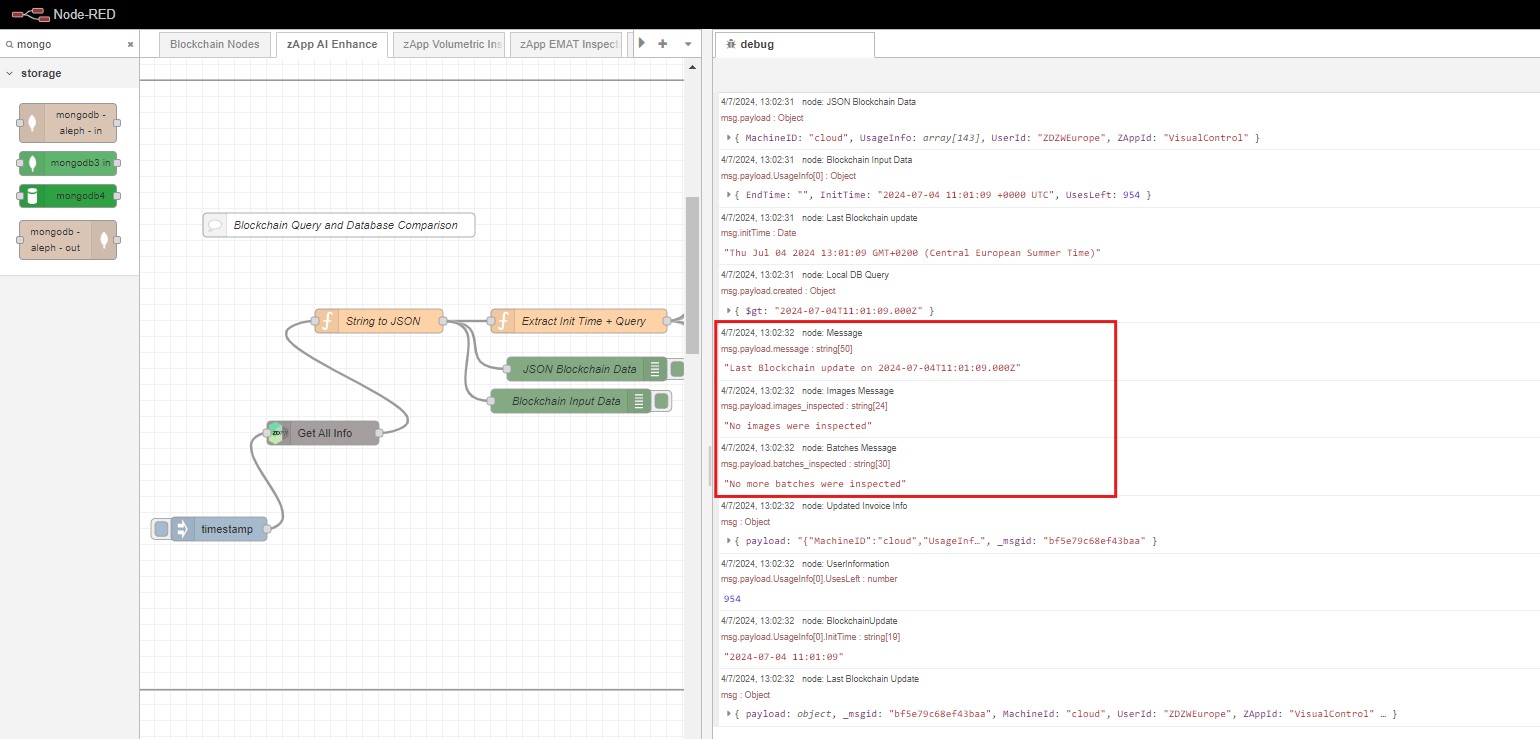 Node-RED
mongo
storage
mongodb -
aleph - in
mongodb3 in
mongodb4
mongodb -
aleph - out
Blockchain Nodes
zApp AI Enhance
zApp Volumetric Ins
zApp EMAT Inspect
Blockchain Query and Database Comparison
String to JSON
Extract Init Time + Query
JSON Blockchain Data
Blockchain Input Data
Get All Info
timestamp
debug
4/7/2024, 13:02:31 node: JSON Blockchain Data
msg.payload : Object
{ MachineID: "cloud", UsageInfo: array[143], UserId: "ZDZWEurope", ZAppId: "VisualControl" }
4/7/2024, 13:02:31 node: Blockchain Input Data
msg.payload.UsageInfo[0] : Object
{ EndTime: "", InitTime: "2024-07-04 11:01:09 +0000 UTC", UsesLeft: 954 }
4/7/2024, 13:02:31 node: Last Blockchain update
msg.initTime : Date
"Thu Jul 04 2024 13:01:09 GMT+0200 (Central European Summer Time)"
4/7/2024, 13:02:31 node: Local DB Query
msg.payload.created : Object
{ $gt: "2024-07-04T11:01:09.000Z" }
4/7/2024, 13:02:32 node: Message
msg.payload.message : string[50]
"Last Blockchain update on 2024-07-04T11:01:09.000Z"
4/7/2024, 13:02:32 node: Images Message
msg.payload.images_inspected : string[24]
"No images were inspected"
4/7/2024, 13:02:32 node: Batches Message
msg.payload.batches_inspected : string[30]
"No more batches were inspected"
4/7/2024, 13:02:32 node: Updated Invoice Info
msg : Object
{ payload: "{"MachineID":"cloud","UsageInf…", _msgid: "bf5e79c68ef43baa" }
4/7/2024, 13:02:32 node: UserInformation
msg.payload.UsageInfo[0].UsesLeft : number
954
4/7/2024, 13:02:32 node: BlockchainUpdate
msg.payload.UsageInfo[0].InitTime : string[19]
"2024-07-04 11:01:09"
4/7/2024, 13:02:32 node: Last Blockchain Update
msg : Object
{ payload: object, _msgid: "bf5e79c68ef43baa", MachineId: "cloud", UserId: "ZDZWEurope", ZAppId: "VisualControl" … }